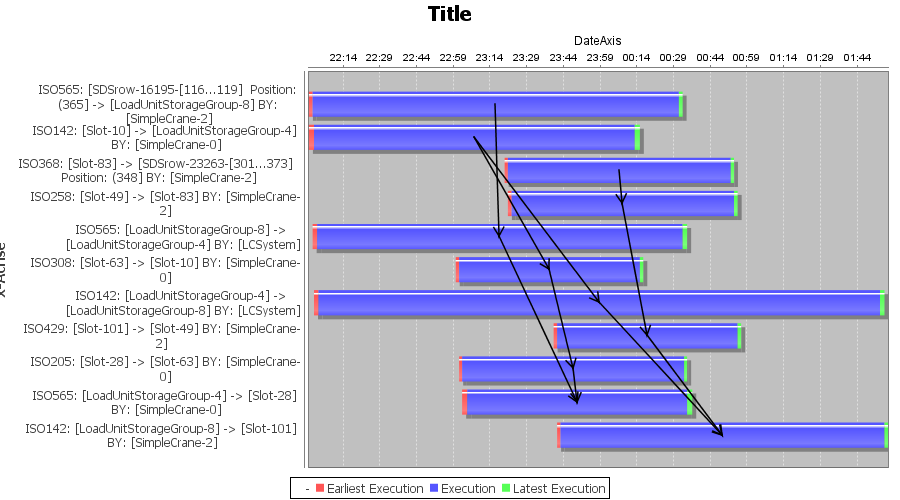 Title
DateAxis
22:14 22:29 22:44 22:59 23:14 23:29 23:44 23:59 00:14 00:29 00:44 00:59 01:14 01:29 01:44
ISO565: [SDSrow-16195-[116...119] Position:
(365] -> [LoadUnitStorageGroup-8] BY:
[SimpleCrane-2]
ISO142: [Slot-10] -> [LoadUnitStorageGroup-4]
BY: [SimpleCrane-0]
ISO368: [Slot-83] -> [SDSrow-23263-[301...373]
Position: (348] BY: [SimpleCrane-2]
ISO258: [Slot-49] -> [Slot-83] BY: [SimpleCrane-
2]
ISO565: [LoadUnitStorageGroup-8] ->
[LoadUnitStorageGroup-4] BY: [LCSystem]
ISO308: [Slot-63] -> [Slot-10] BY: [SimpleCrane-
0]
ISO142: [LoadUnitStorageGroup-4] ->
[LoadUnitStorageGroup-8] BY: [LCSystem]
ISO429: [Slot-101] -> [Slot-49] BY: [SimpleCrane-
2]
ISO205: [Slot-28] -> [Slot-63] BY: [SimpleCrane-
0]
ISO565: [LoadUnitStorageGroup-4] -> [Slot-28]
BY: [SimpleCrane-0]
ISO142: [LoadUnitStorageGroup-8] -> [Slot-101]
BY: [SimpleCrane-2]
- Earliest Execution Execution Latest Execution